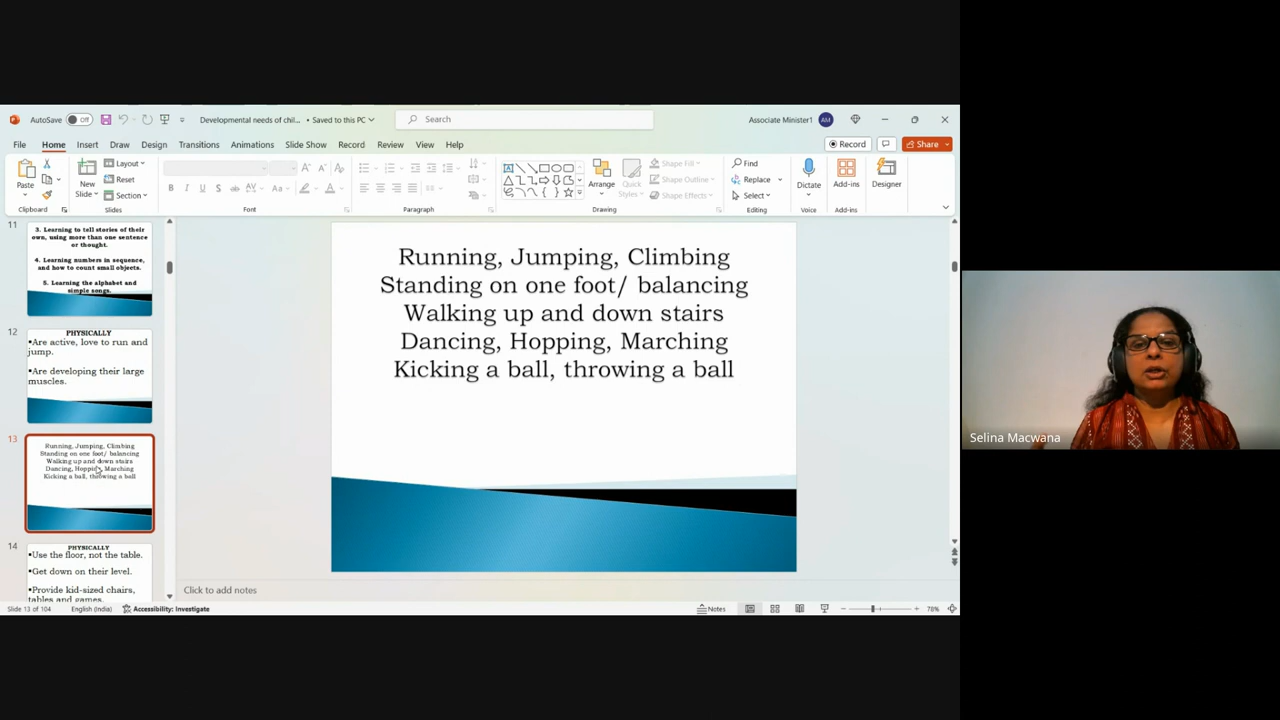 AutoSave Off Developmental needs of chil... • Saved to this PC Search Associate Minister1 AM
File Home Insert Draw Design Transitions Animations Slide Show Record Review View Help Record Share
Paste
New Slide
Layout
Reset
Section
Arrange
Quick Styles
Shape Fill
Shape Outline
Shape Effects
Find
Replace
Select
Dictate
Add-ins
Designer
Clipboard Slides Font Paragraph Drawing Editing Voice Add-ins
11
3. Learning to tell stories of their
own, using more than one sentence
or thought.
4. Learning numbers in sequence,
and how to count small objects.
5. Learning the alphabet and
simple songs.
12
PHYSICALLY
•Are active, love to run and
jump.
•Are developing their large
muscles.
13
Running, Jumping, Climbing
Standing on one foot/ balancing
Walking up and down stairs
Dancing, Hopping, Marching
Kicking a ball, throwing a ball
14
PHYSICALLY
•Use the floor, not the table.
•Get down on their level.
•Provide kid-sized chairs,
tables and games.
Running, Jumping, Climbing
Standing on one foot/ balancing
Walking up and down stairs
Dancing, Hopping, Marching
Kicking a ball, throwing a ball
Click to add notes
Slide 13 of 104 English (India) Accessibility: Investigate Notes 78%
Selina Macwana